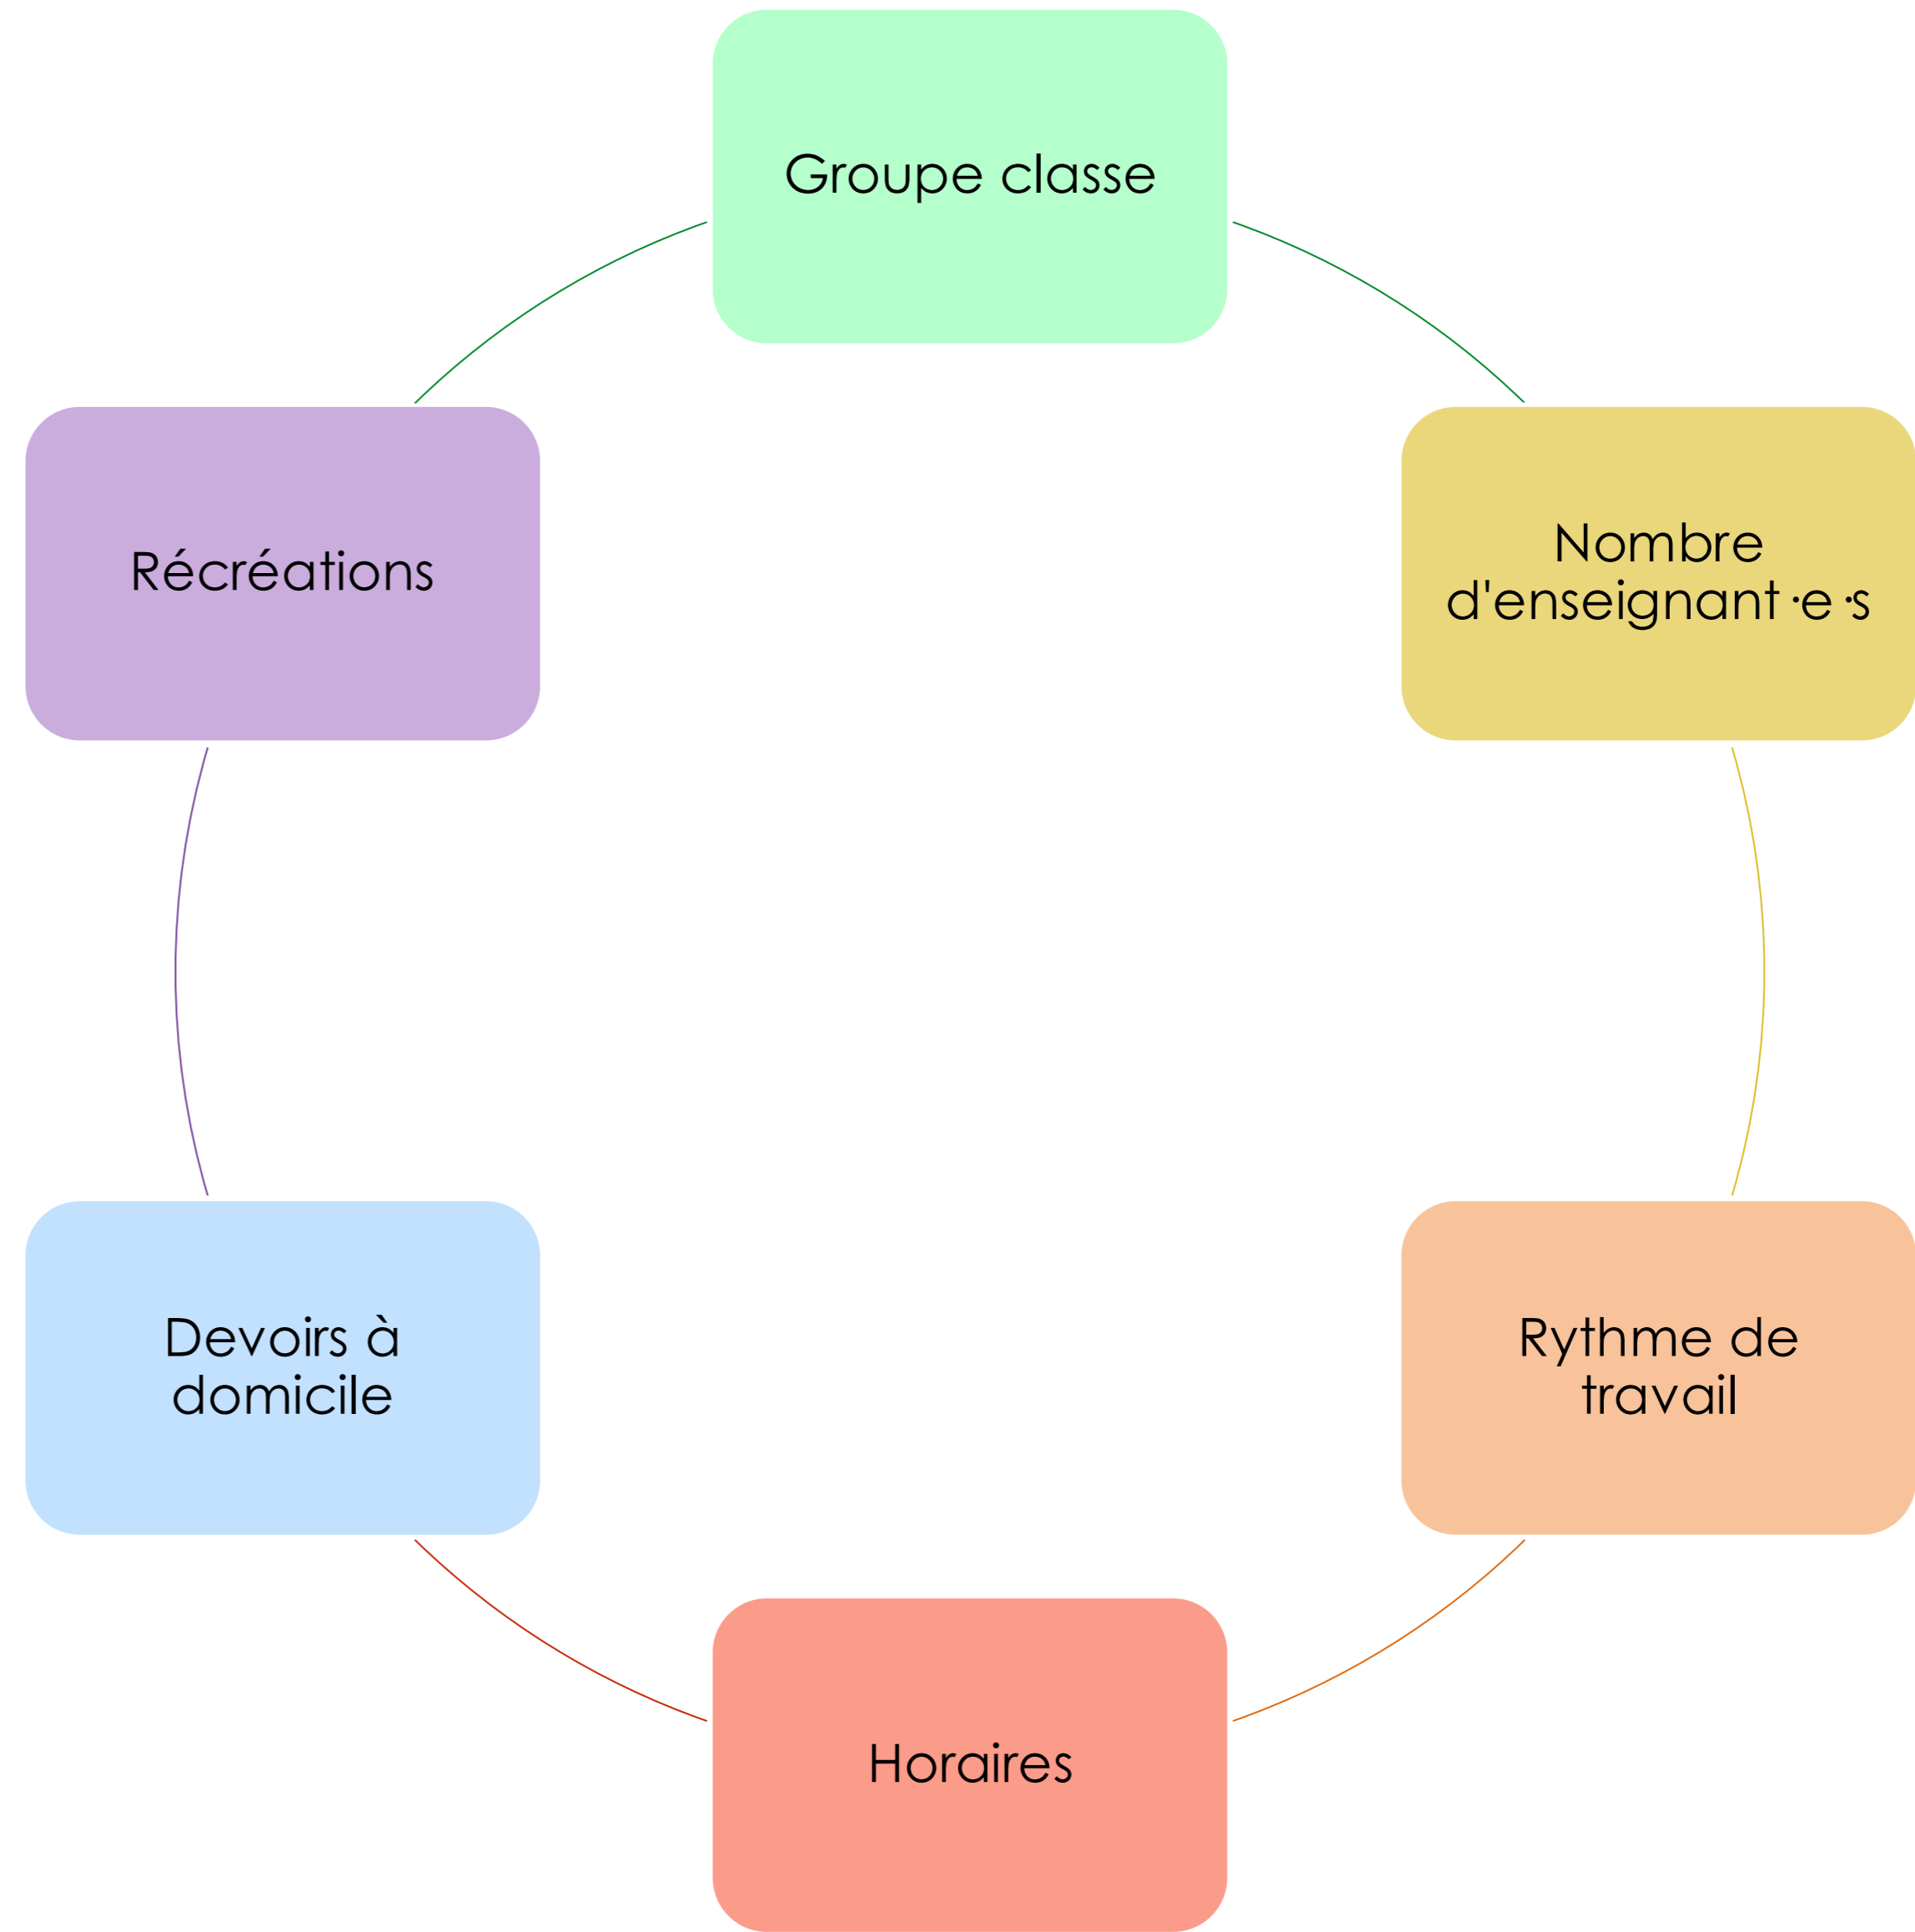 Groupe classe
Nombre
d'enseignant·e·s
Rythme de
travail
Horaires
Devoirs à
domicile
Récréations